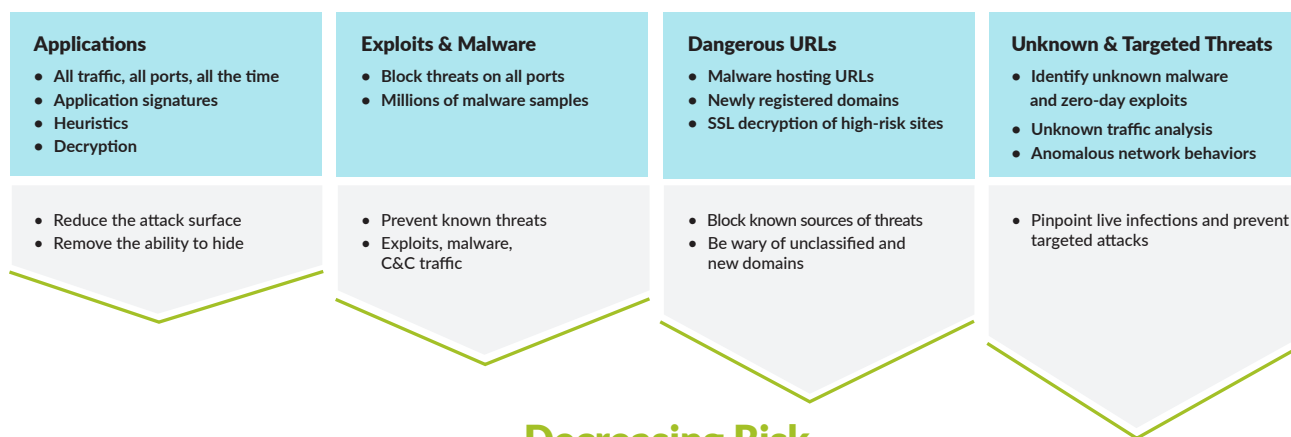 Applications
• All traffic, all ports, all the time
• Application signatures
• Heuristics
• Decryption
• Reduce the attack surface
• Remove the ability to hide
Exploits & Malware
• Block threats on all ports
• Millions of malware samples
• Prevent known threats
• Exploits, malware,
C&C traffic
Dangerous URLs
• Malware hosting URLs
• Newly registered domains
• SSL decryption of high-risk sites
• Block known sources of threats
• Be wary of unclassified and
new domains
Unknown & Targeted Threats
• Identify unknown malware
and zero-day exploits
• Unknown traffic analysis
• Anomalous network behaviors
• Pinpoint live infections and prevent
targeted attacks
Decreasing Risk